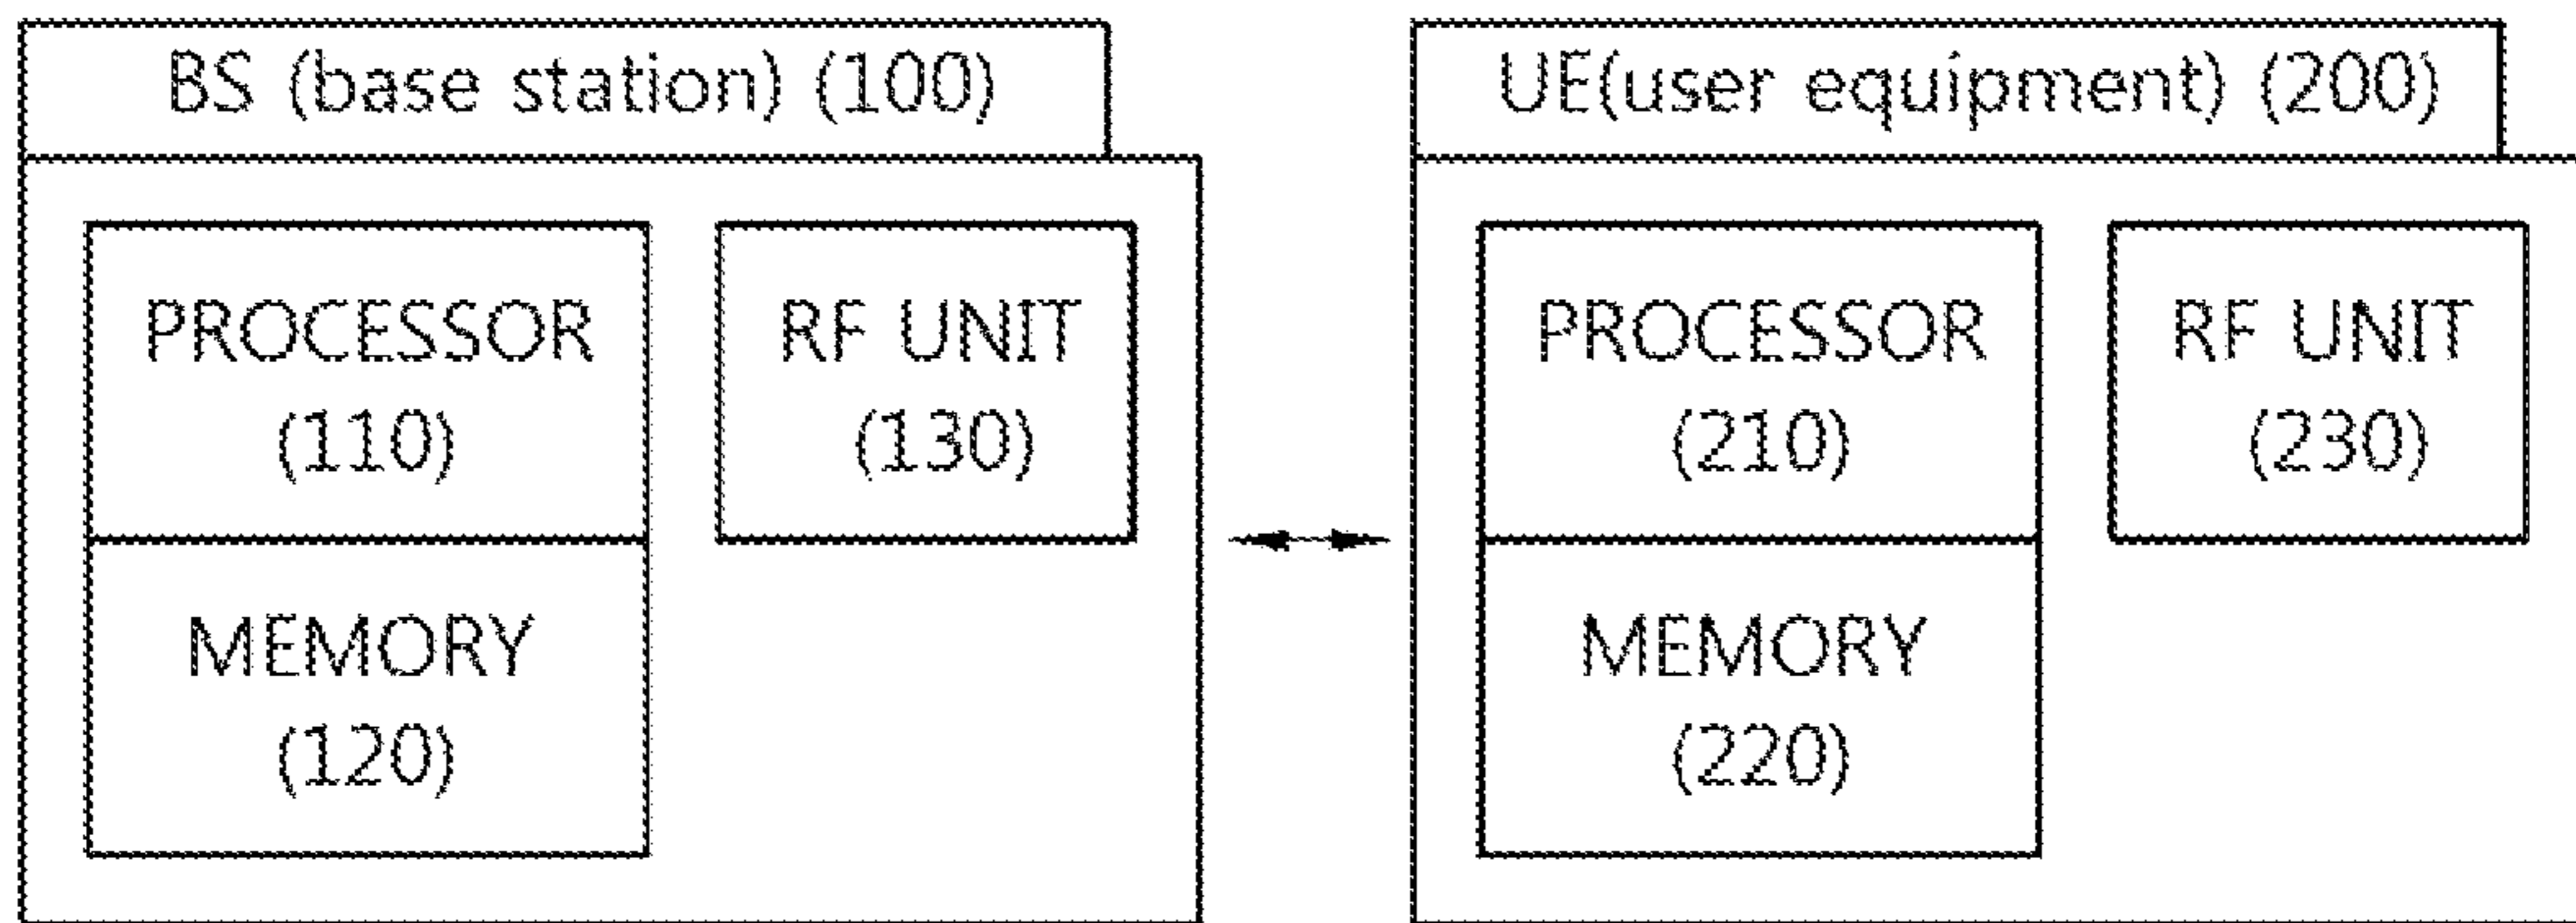 BS (base station) (100)
PROCESSOR
(110)
RF UNIT
(130)
MEMORY
(120)
UE(user equipment) (200)
PROCESSOR
(210)
RF UNIT
(230)
MEMORY
(220)